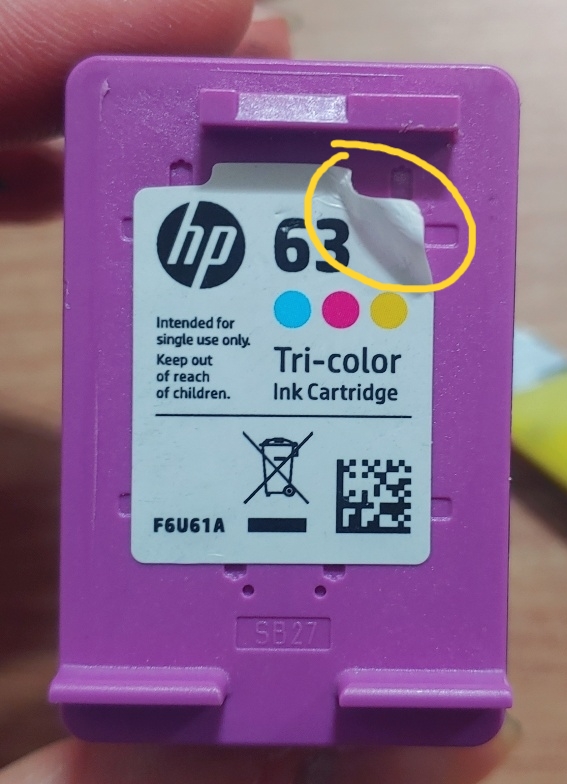 hp
63
Intended for
single use only.
Keep out
of reach
of children.
Tri-color
Ink Cartridge
F6U61A
SB27